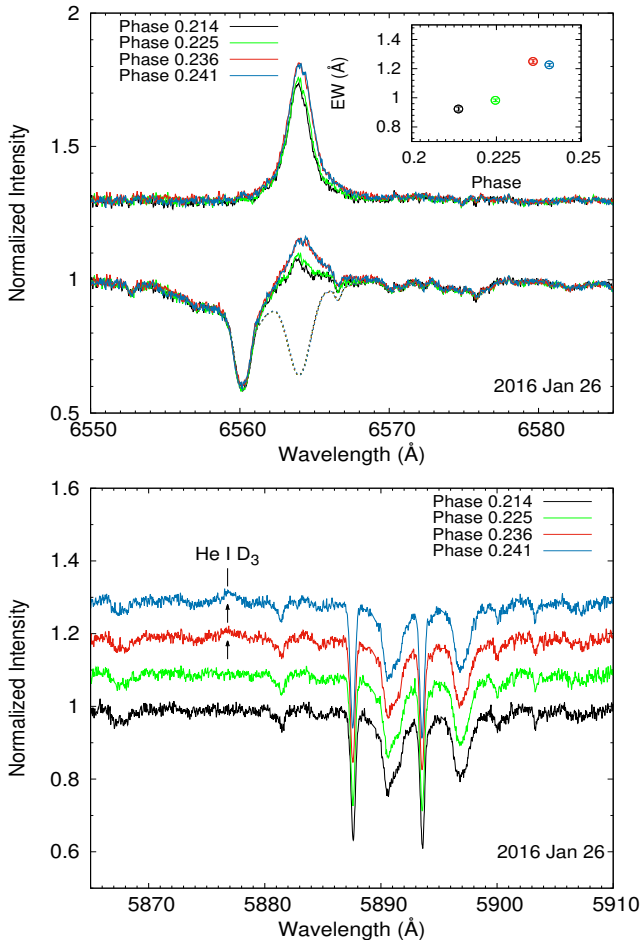 Phase 0.214
Phase 0.225
Phase 0.236
Phase 0.241
EW (Å)
1.4
1.2
1
0.8
0.2
0.225
0.25
Phase
Normalized Intensity
2
1.5
1
0.5
2016 Jan 26
6550
6560
6570
6580
Wavelength (Å)
Phase 0.214
Phase 0.225
Phase 0.236
Phase 0.241
He I D3
Normalized Intensity
1.6
1.4
1.2
1
0.8
0.6
2016 Jan 26
5870
5880
5890
5900
5910
Wavelength (Å)